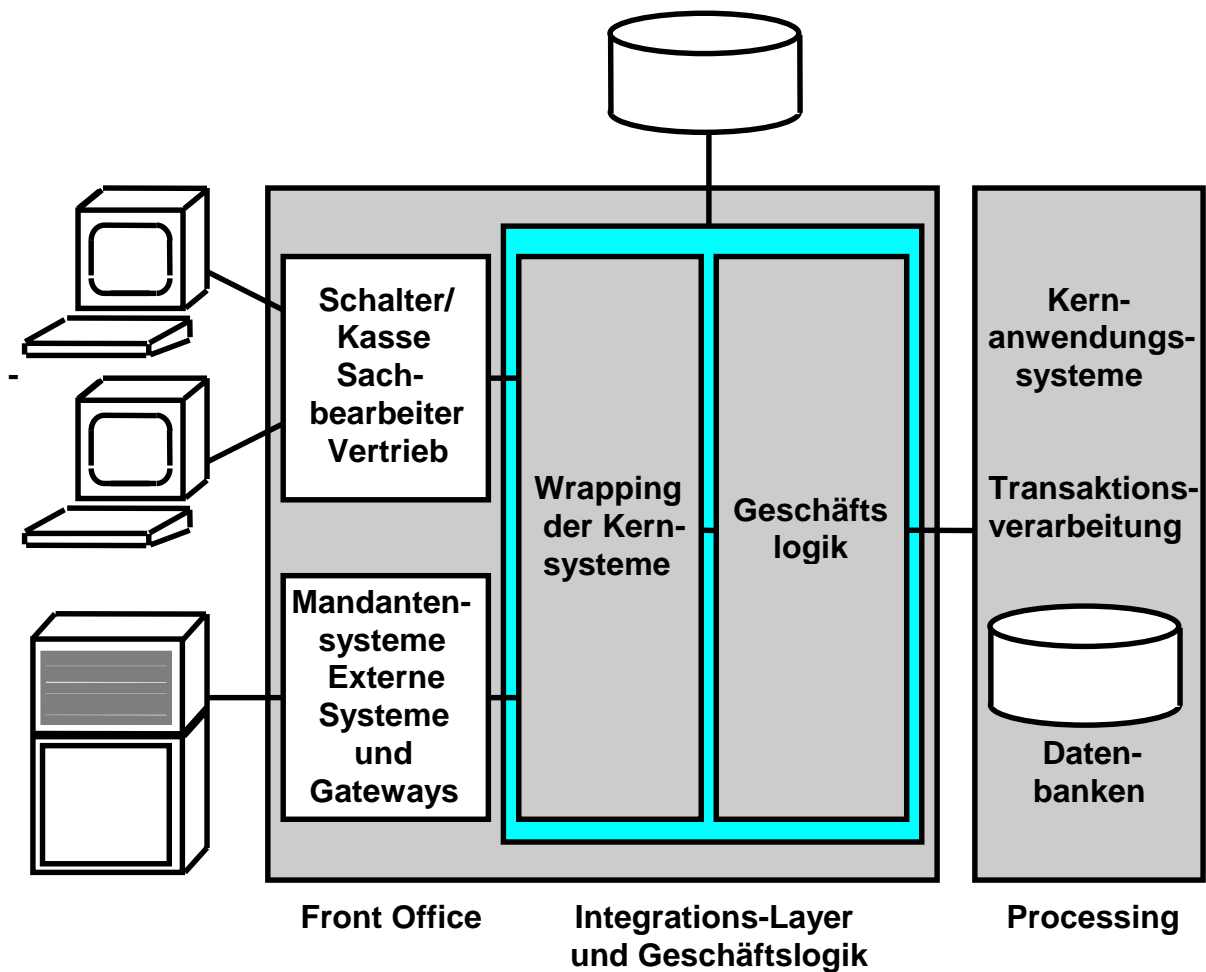 Schalter/
Kasse
Sach-
bearbeiter
Vertrieb
Mandanten-
systeme
Externe
Systeme
und
Gateways
Wrapping
der Kern-
systeme
Geschäfts
logik
Kern-
anwendungs-
systeme
Transaktions-
verarbeitung
Daten-
banken
-
Front Office
Integrations-Layer
und Geschäftslogik
Processing